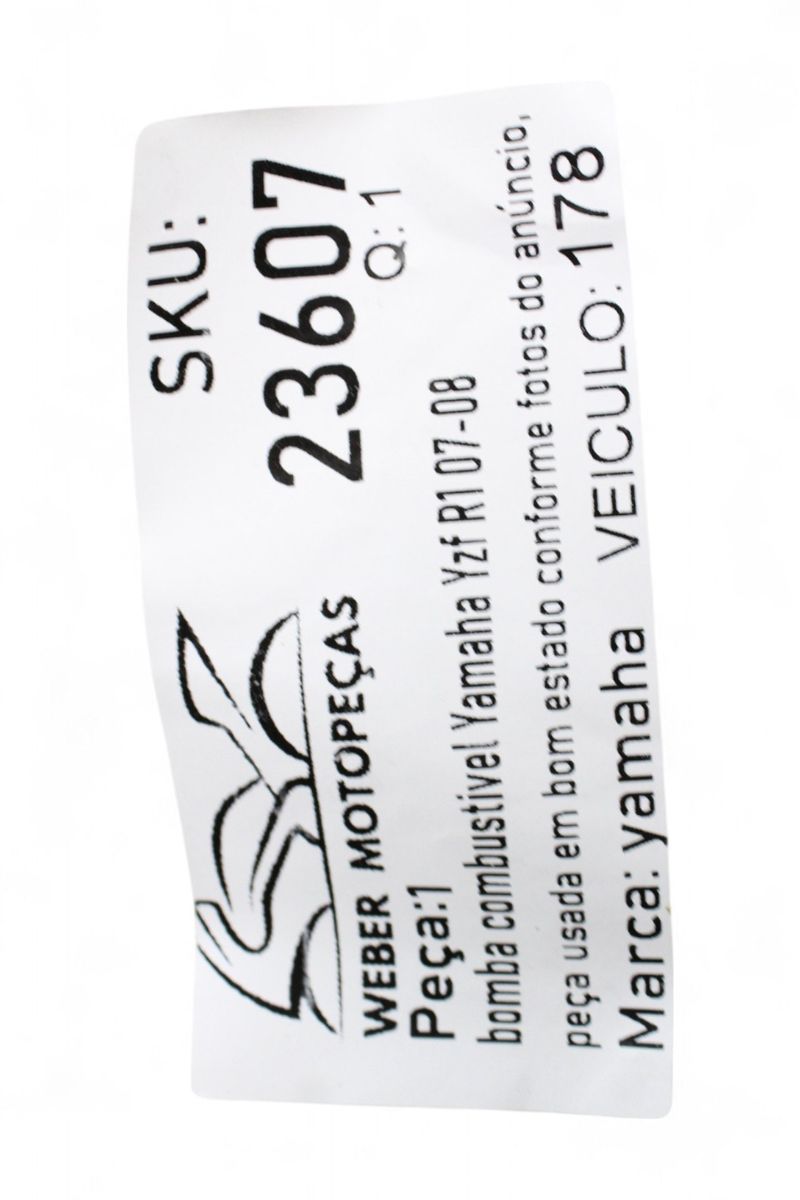 SKU:
23607
Q: 1
WEBER MOTOPEÇAS
Peça:1
bomba combustivel Yamaha Yzf R1 07-08
peça usada em bom estado conforme fotos do anúncio,
Marca: yamaha VEICULO: 178